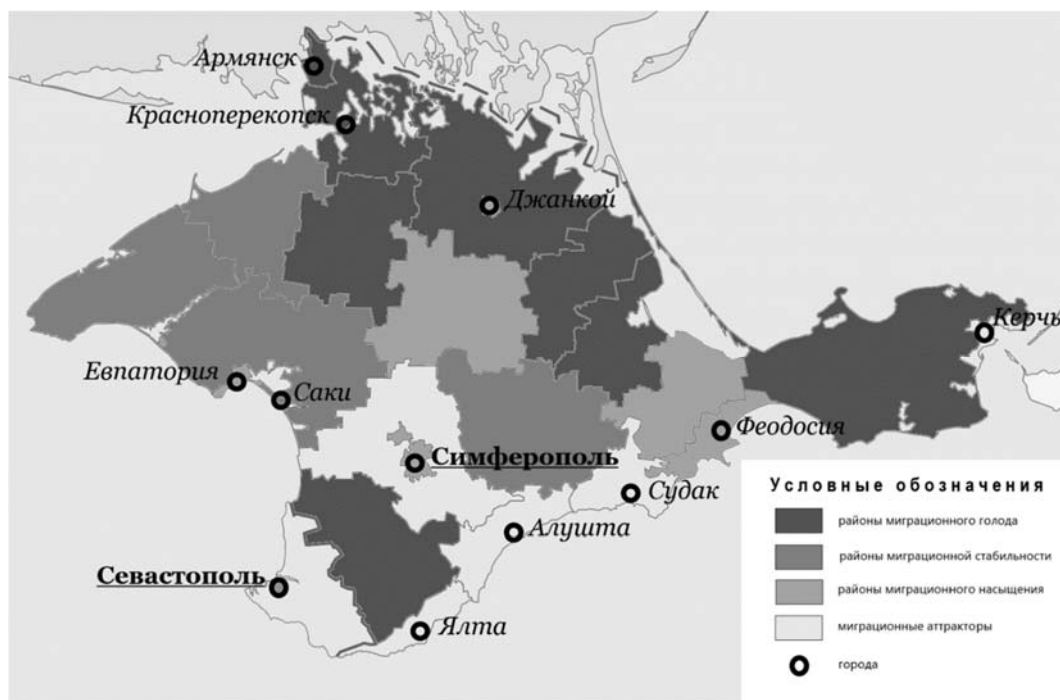 Армянск
Красноперекопск
Джанкой
Керчь
Евпатория
Саки
Феодосия
Симферополь
Судак
Алушта
Севастополь
Ялта
Условные обозначения
районы миграционного голода
районы миграционной стабильности
районы миграционного насыщения
миграционные аттракторы
города